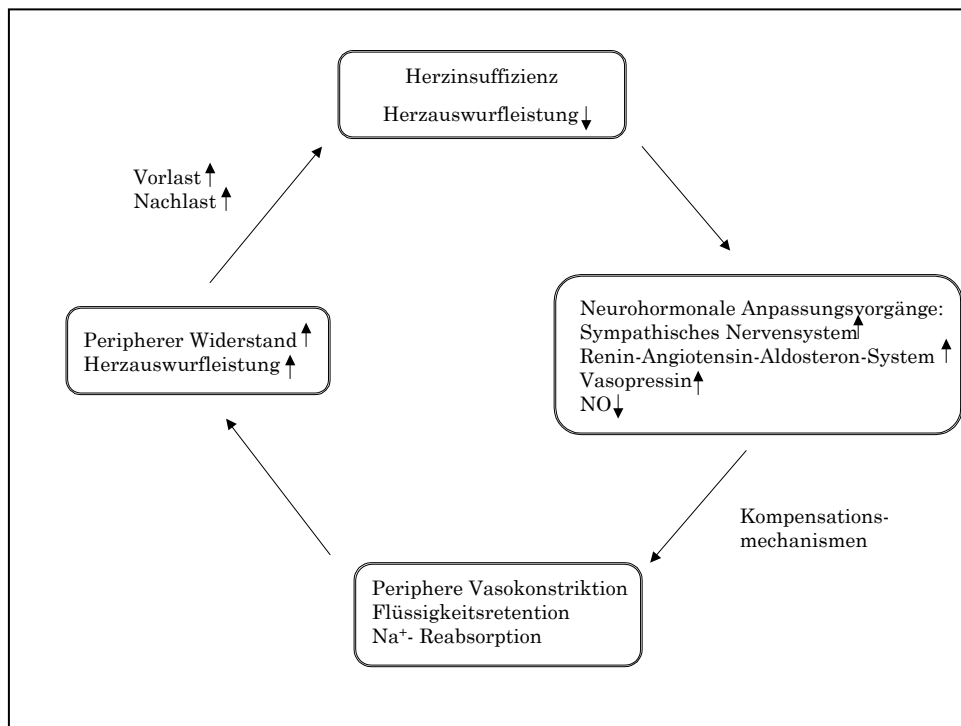 Herzinsuffizienz
Herzauswurfleistung↓
Neurohormonale Anpassungsvorgänge:
Sympathisches Nervensystem↑
Renin-Angiotensin-Aldosteron-System ↑
Vasopressin↑
NO↓
Kompensations-
mechanismen
Periphere Vasokonstriktion
Flüssigkeitsretention
Na⁺- Reabsorption
Peripherer Widerstand↑
Herzauswurfleistung↑
Vorlast↑
Nachlast↑